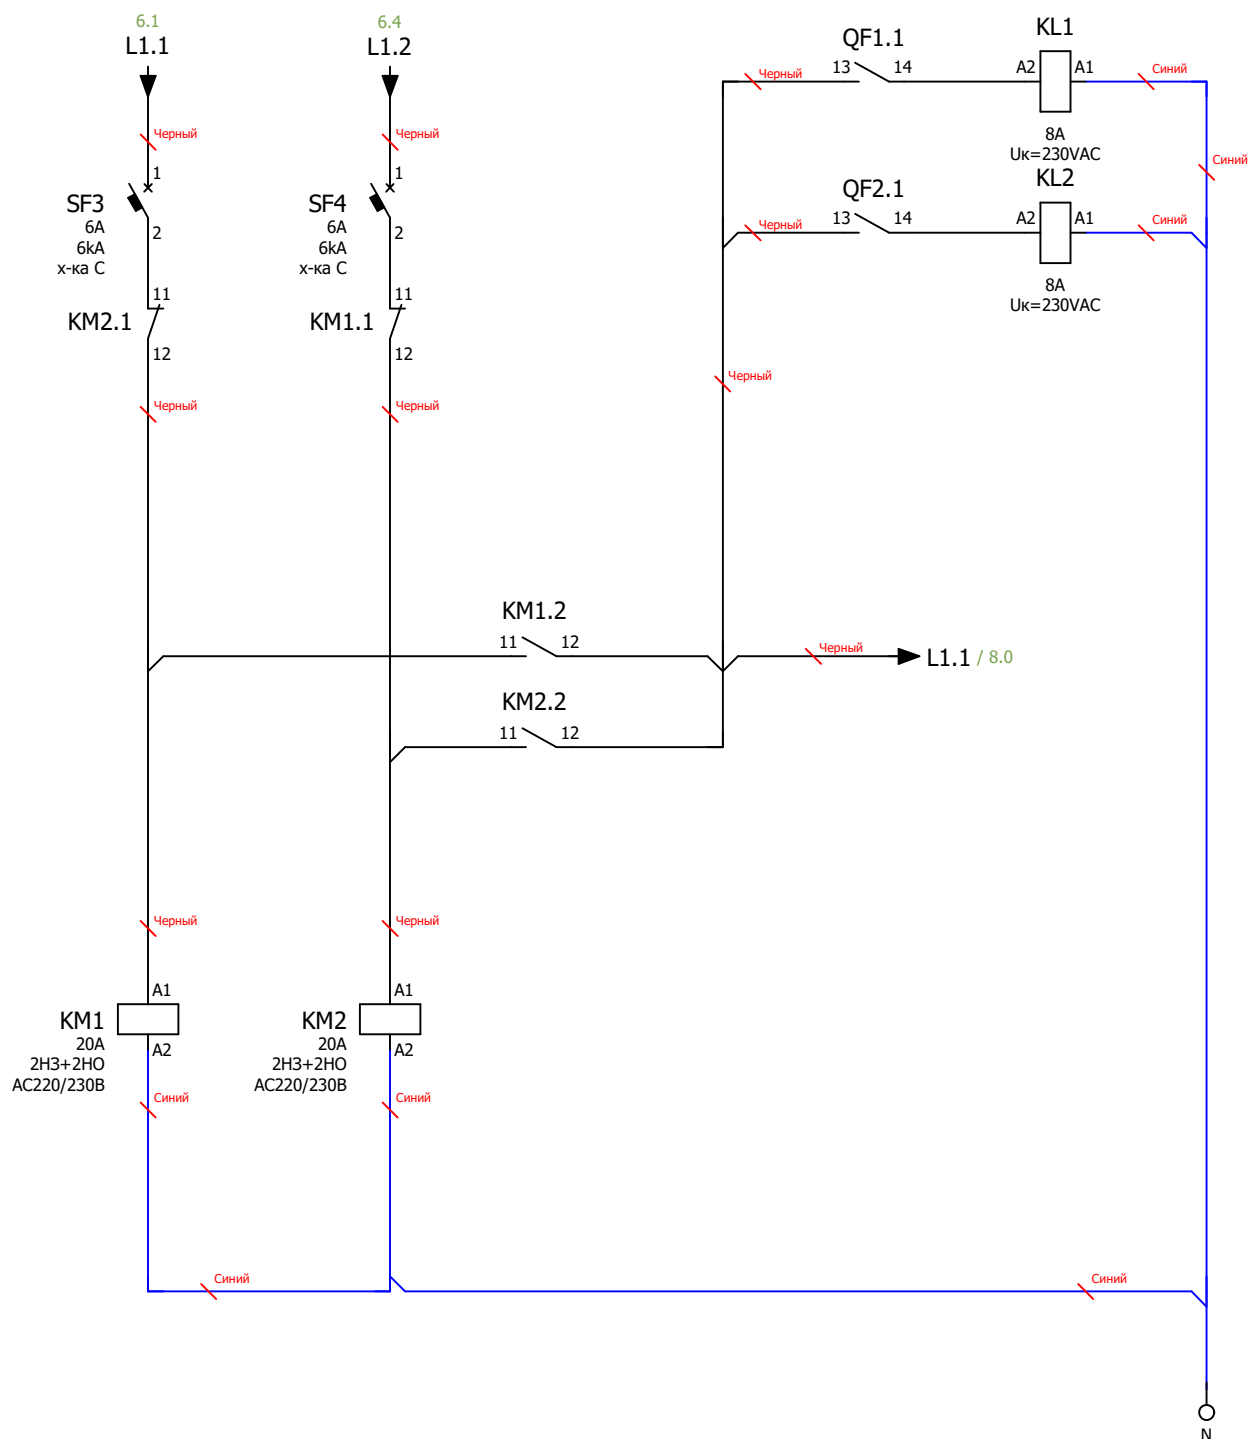 6.1
L1.1
6.4
L1.2
QF1.1
13
14
KL1
A2
A1
8A
Uк=230VAC
Черный
Синий
Синий
Черный
Черный
QF2.1
13
14
KL2
A2
A1
8A
Uк=230VAC
Черный
Синий
1
SF3
6A
6kA
х-ка С
2
1
SF4
6A
6kA
х-ка С
2
11
KM2.1
12
11
KM1.1
12
Черный
Черный
Черный
KM1.2
11
12
Черный
L1.1 / 8.0
KM2.2
11
12
Черный
Черный
A1
KM1
20A
2НЗ+2НО
AC220/230В
A2
A1
KM2
20A
2НЗ+2НО
AC220/230В
A2
Синий
Синий
Синий
Синий
N